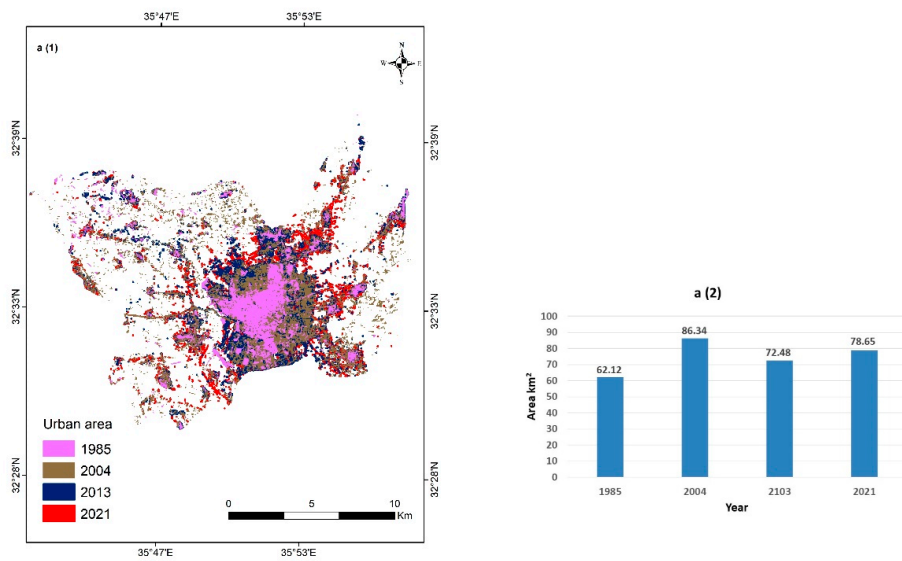 35°47'E 35°53'E
a (1)
N
W E
S
32°39'N
32°39'N
32°33'N
32°33'N
32°28'N
32°28'N
Urban area
1985
2004
2013
2021
0 5 10
Km
35°47'E 35°53'E
a (2)
Area km²
100
90
80
70
60
50
40
30
20
10
0
62.12
86.34
72.48
78.65
1985 2004 2103 2021
Year